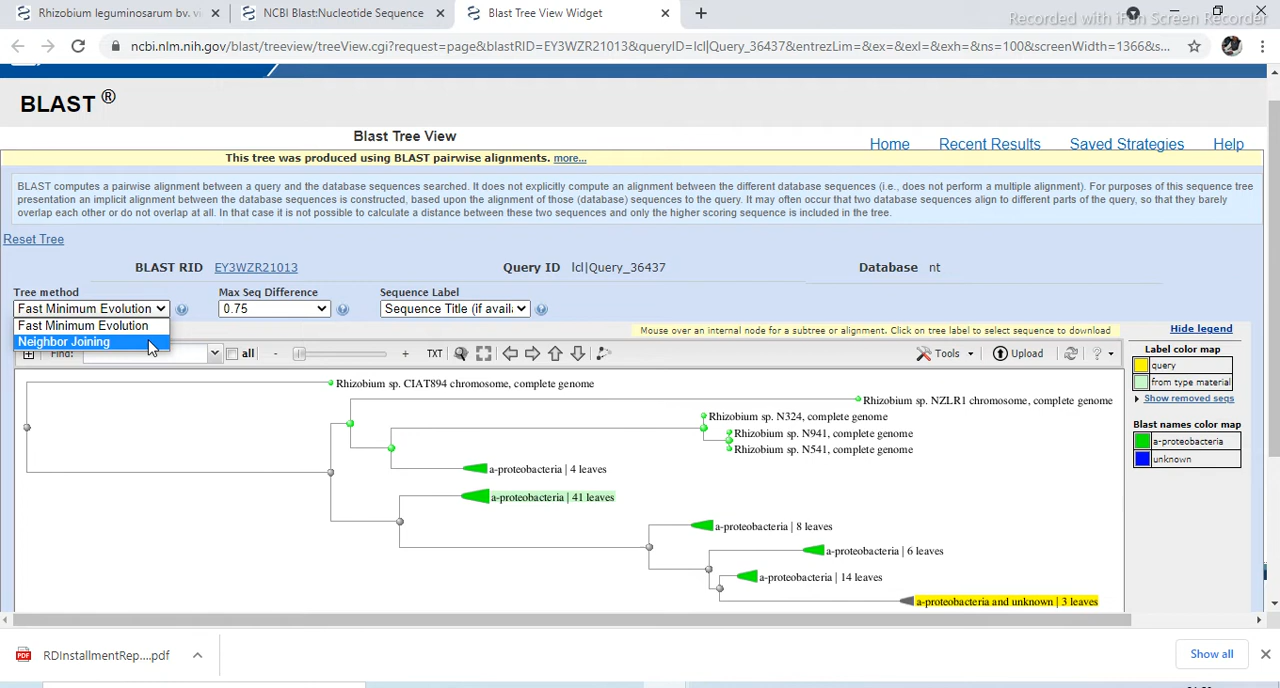 Rhizobium leguminosarum bv. vi
NCBI Blast:Nucleotide Sequence
Blast Tree View Widget
Recorded with iFun Screen Recorder
ncbi.nlm.nih.gov/blast/treeview/treeView.cgi?request=page&blastRID=EY3WZR21013&queryID=lcl|Query_36437&entrezLim=&ex=&exl=&exh=&ns=100&screenWidth=1366&s...
BLAST ®
Blast Tree View
Home Recent Results Saved Strategies Help
This tree was produced using BLAST pairwise alignments. more...
BLAST computes a pairwise alignment between a query and the database sequences searched. It does not explicitly compute an alignment between the different database sequences (i.e., does not perform a multiple alignment). For purposes of this sequence tree
presentation an implicit alignment between the database sequences is constructed, based upon the alignment of those (database) sequences to the query. It may often occur that two database sequences align to different parts of the query, so that they barely
overlap each other or do not overlap at all. In that case it is not possible to calculate a distance between these two sequences and only the higher scoring sequence is included in the tree.
Reset Tree
BLAST RID EY3WZR21013 Query ID lcl|Query_36437 Database nt
Tree method Max Seq Difference Sequence Label
Fast Minimum Evolution 0.75 Sequence Title (if avail
Fast Minimum Evolution
Neighbor Joining
Mouse over an internal node for a subtree or alignment. Click on tree label to select sequence to download
Hide legend
Find: all - + TXT Tools Upload ?
Label color map
query
from type material
Show removed seqs
Blast names color map
a-proteobacteria
unknown
Rhizobium sp. CIAT894 chromosome, complete genome
Rhizobium sp. NZLR1 chromosome, complete genome
Rhizobium sp. N324, complete genome
Rhizobium sp. N941, complete genome
Rhizobium sp. N541, complete genome
a-proteobacteria | 4 leaves
a-proteobacteria | 41 leaves
a-proteobacteria | 8 leaves
a-proteobacteria | 6 leaves
a-proteobacteria | 14 leaves
a-proteobacteria and unknown | 3 leaves
RDInstallmentRep....pdf
Show all